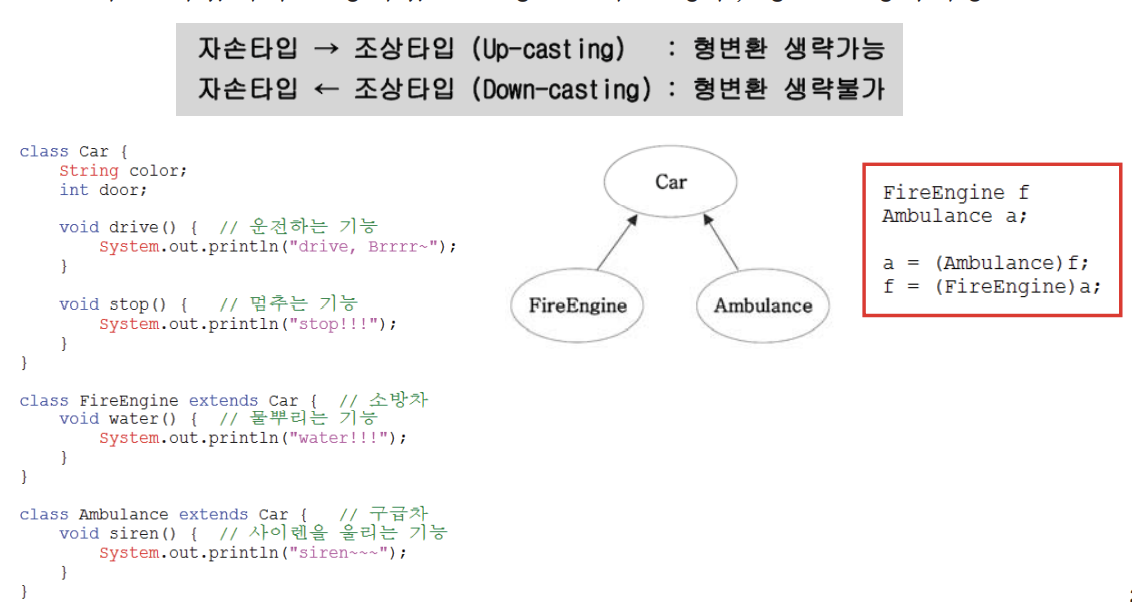 자손타입 → 조상타입 (Up-casting) : 형변환 생략가능
자손타입 ← 조상타입 (Down-casting) : 형변환 생략불가
class Car {
    String color;
    int door;
    void drive() { // 운전하는 기능
        System.out.println("drive, Brrrr~");
    }
    void stop() { // 멈추는 기능
        System.out.println("stop!!!");
    }
}
class FireEngine extends Car { // 소방차
    void water() { // 물뿌리는 기능
        System.out.println("water!!!");
    }
}
class Ambulance extends Car { // 구급차
    void siren() { // 사이렌을 울리는 기능
        System.out.println("siren~~~");
    }
}
Car
FireEngine
Ambulance
FireEngine f
Ambulance a;
a = (Ambulance)f;
f = (FireEngine)a;